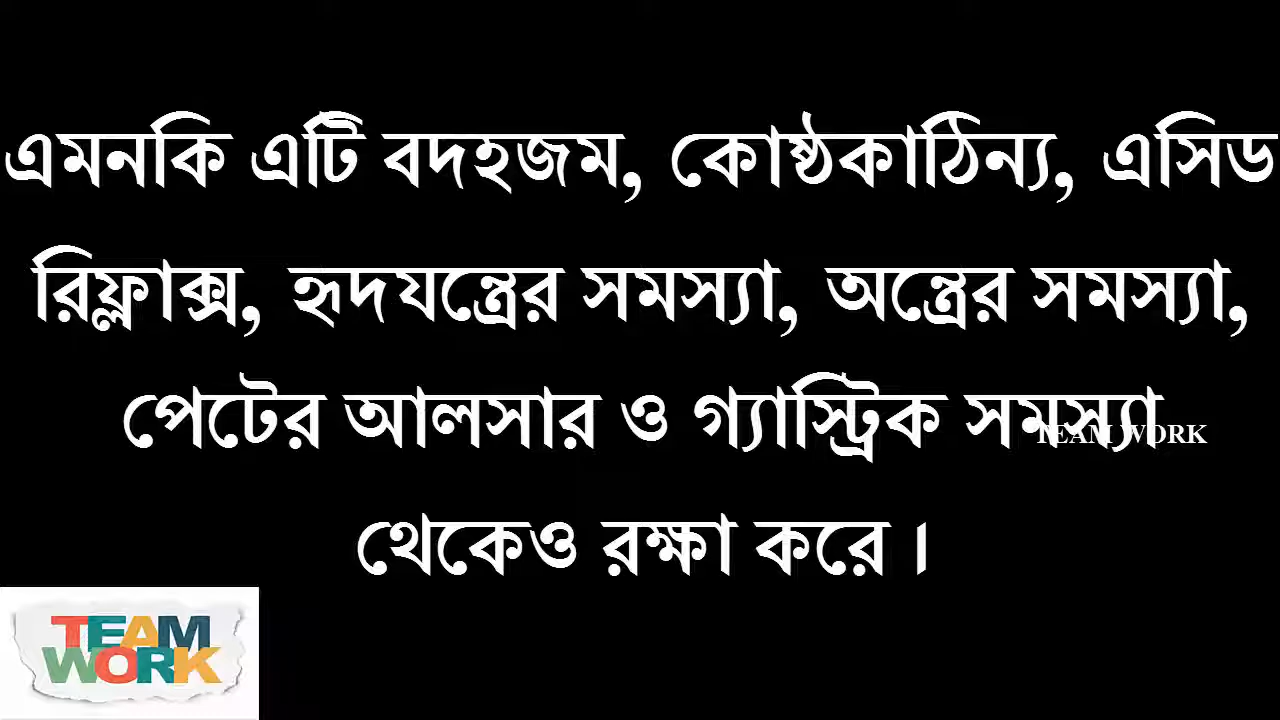 এমনকি এটি বদহজম, কোষ্ঠকাঠিন্য, এসিড
রিফ্লাক্স, হৃদযন্ত্রের সমস্যা, অন্ত্রের সমস্যা,
পেটের আলসার ও গ্যাস্ট্রিক সমস্যা
TEAM WORK
থেকেও রক্ষা করে।
TEAM
WORK